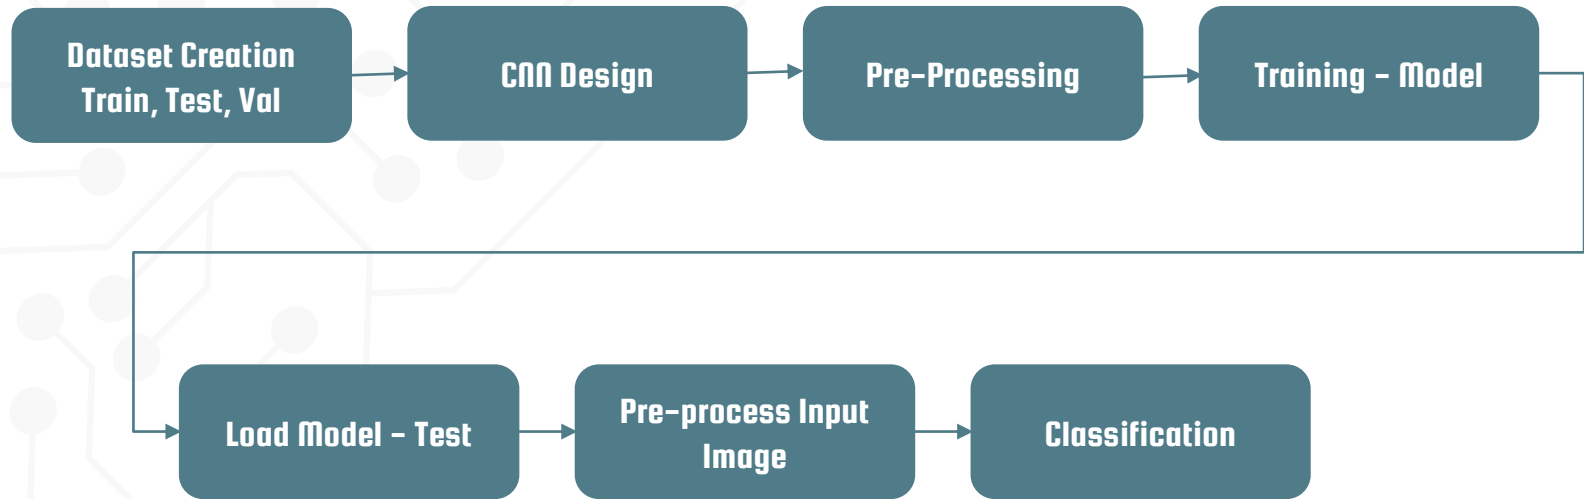 Dataset Creation
Train, Test, Val
CNN Design
Pre-Processing
Training - Model
Load Model - Test
Pre-process Input
Image
Classification